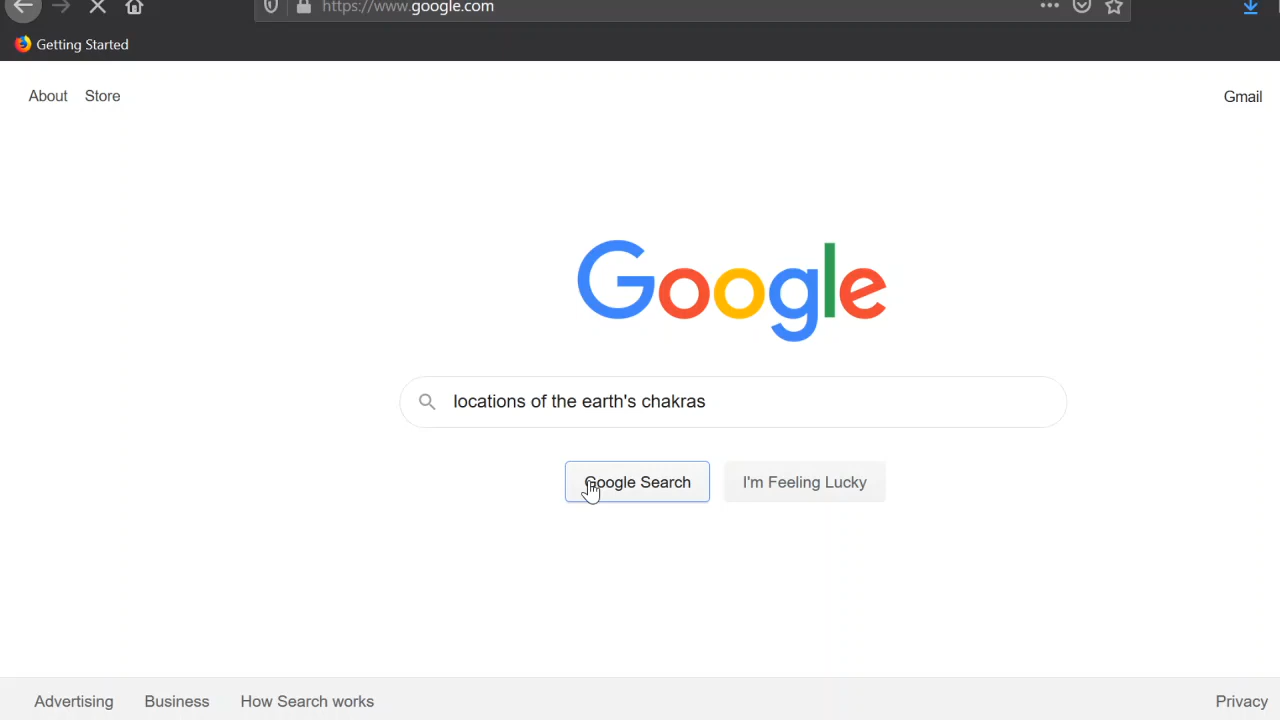 https://www.google.com
Getting Started
About Store Gmail
Google
locations of the earth's chakras
Google Search I'm Feeling Lucky
Advertising Business How Search works Privacy